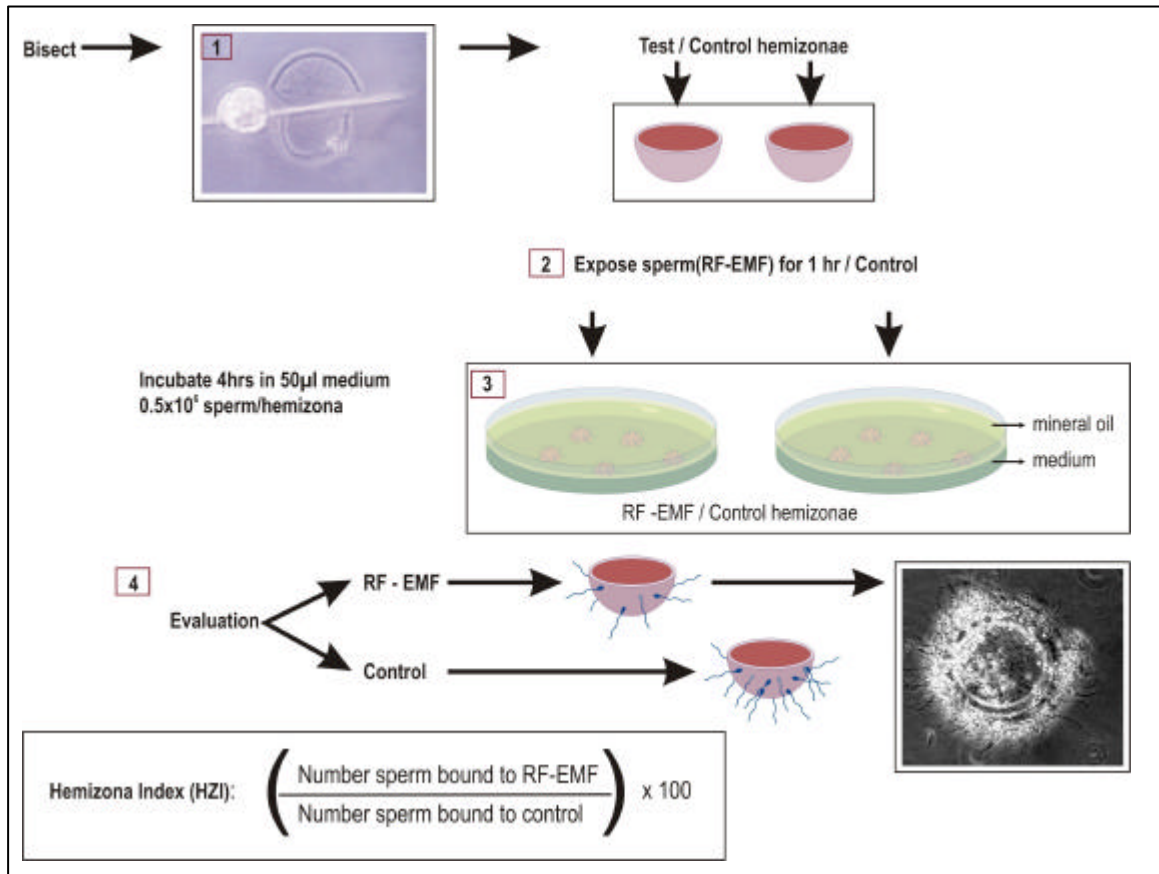 Bisect
1
Test / Control hemizonae
2 Expose sperm(RF-EMF) for 1 hr / Control
Incubate 4hrs in 50µl medium
0.5x10⁶ sperm/hemizona
3
mineral oil
medium
RF -EMF / Control hemizonae
4
RF - EMF
Evaluation
Control
Hemizona Index (HZI): ( Number sperm bound to RF-EMF
Number sperm bound to control ) x 100